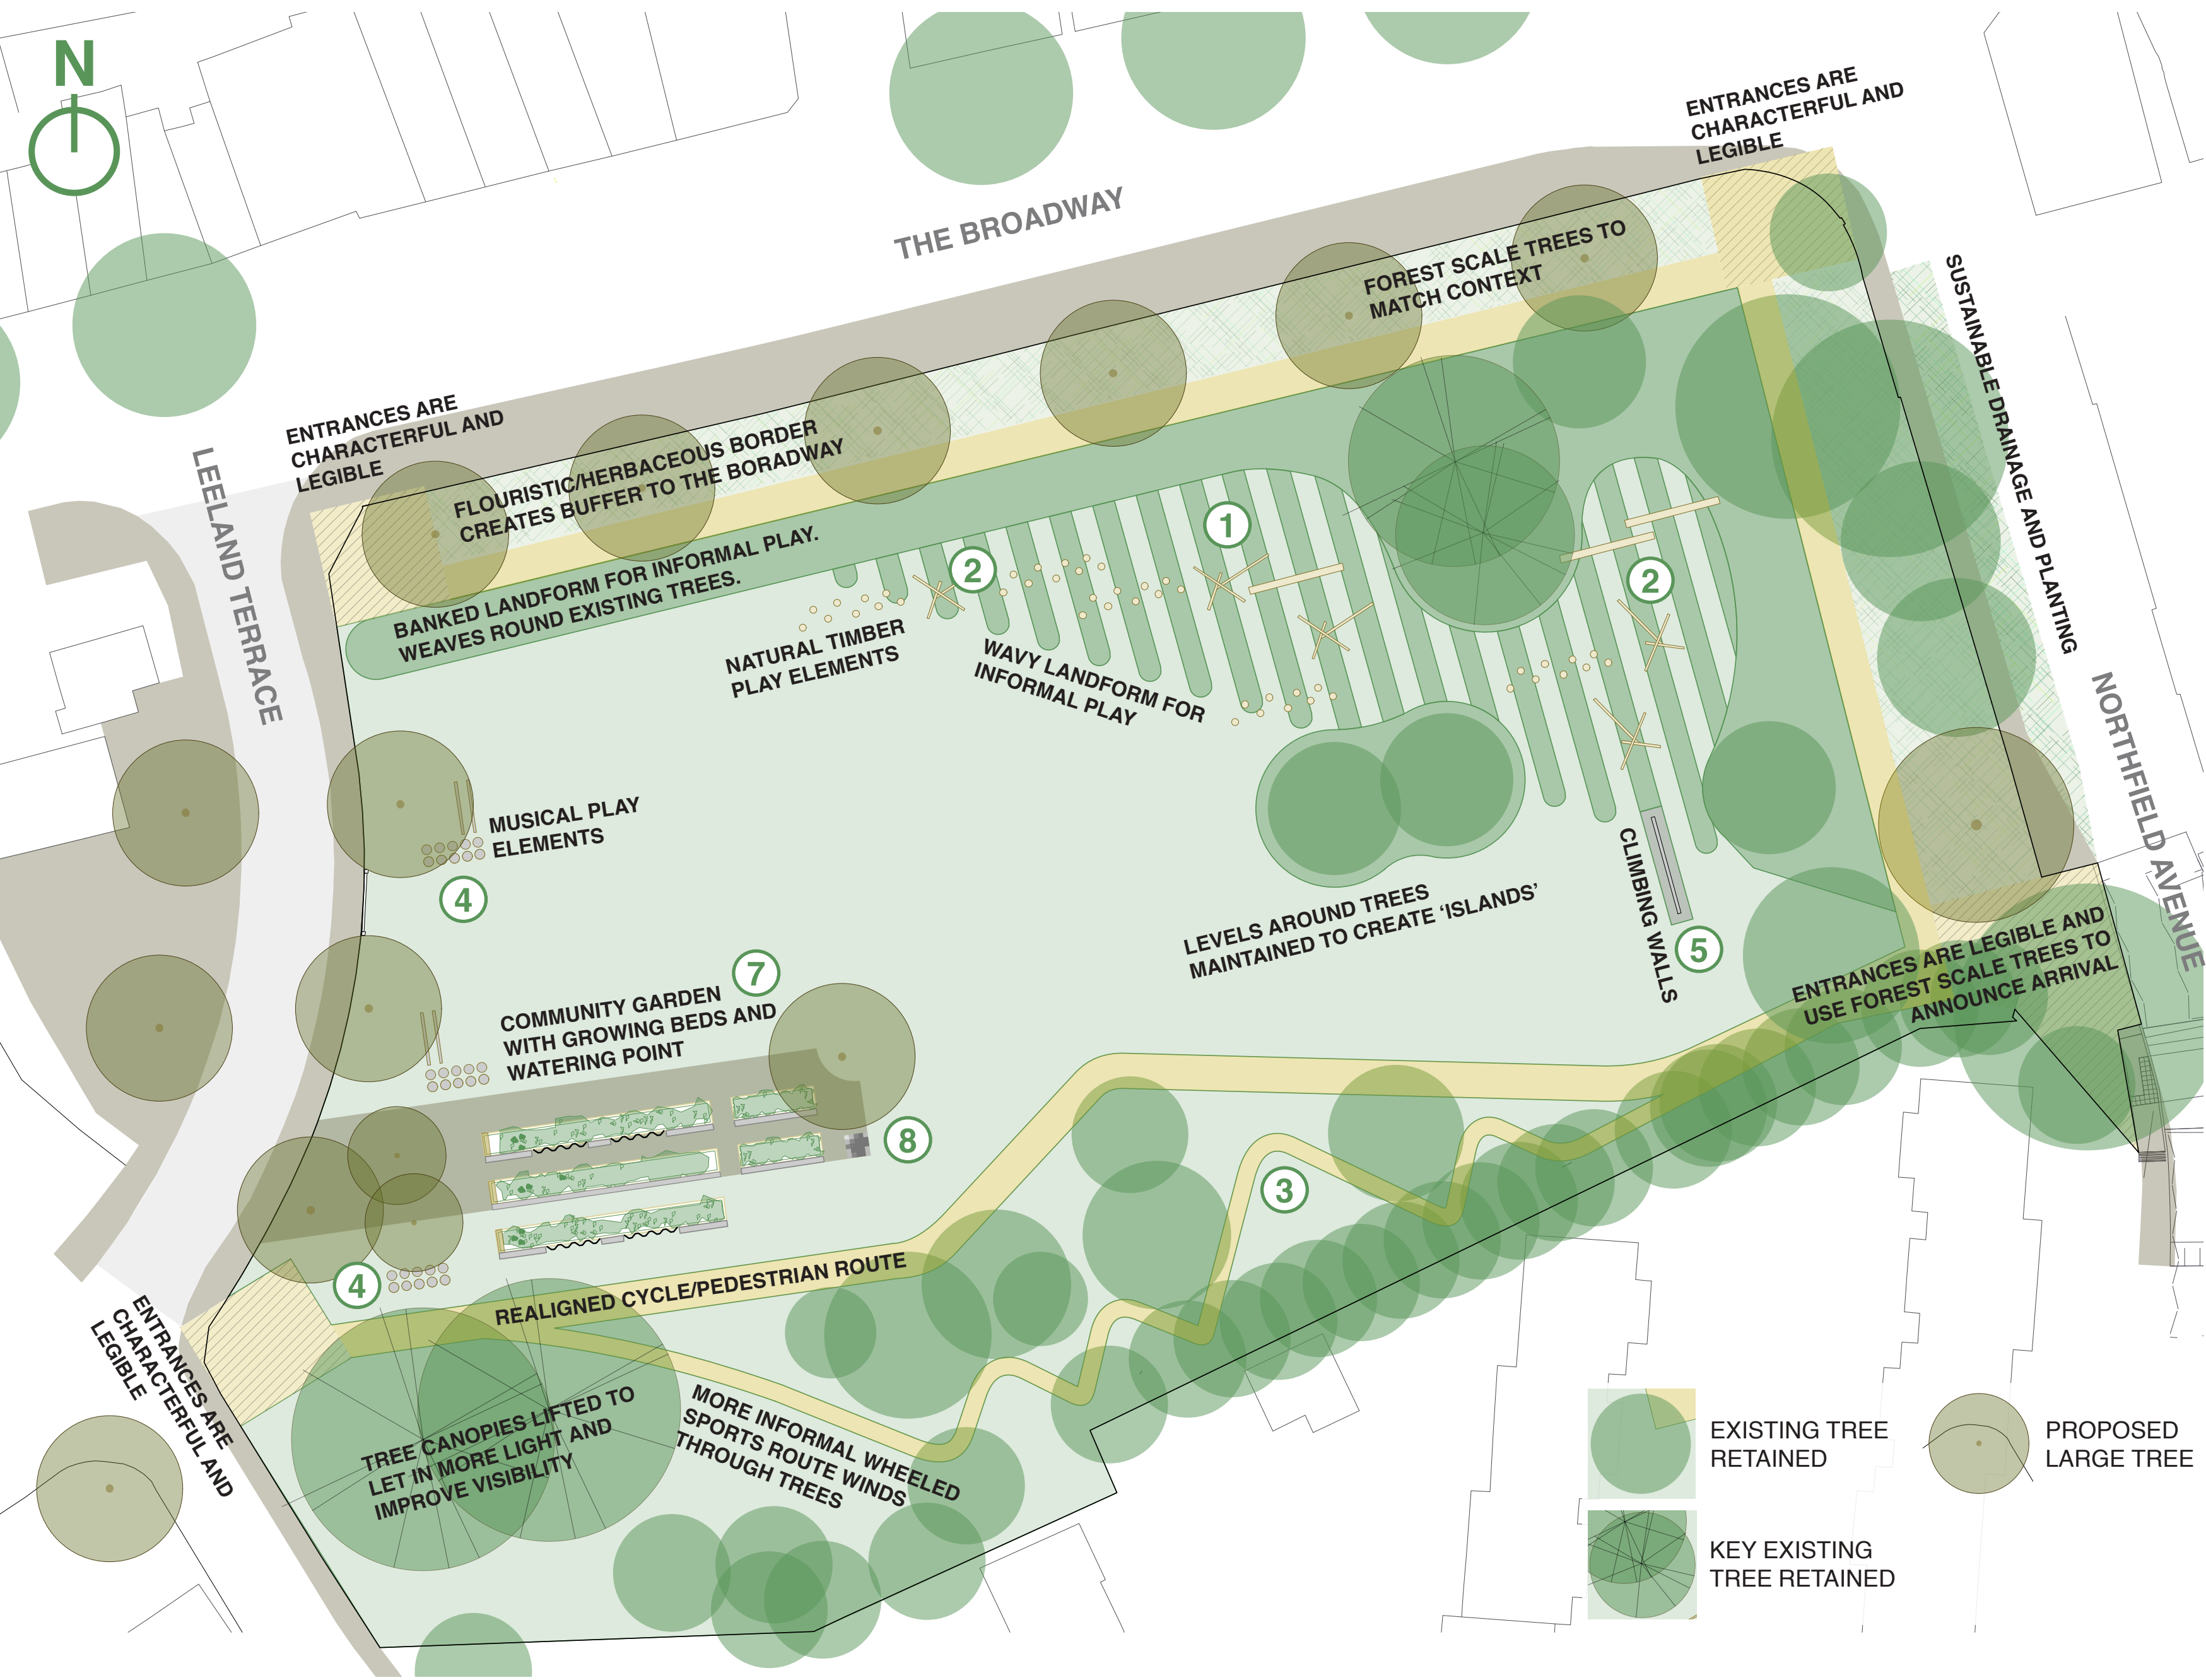 N
ENTRANCES ARE
CHARACTERFUL AND
LEGIBLE
THE BROADWAY
FOREST SCALE TREES TO
MATCH CONTEXT
SUSTAINABLE DRAINAGE AND PLANTING
ENTRANCES ARE
CHARACTERFUL AND
LEGIBLE
LEELAND TERRACE
FLOURISTIC/HERBACEOUS BORDER
CREATES BUFFER TO THE BORADWAY
BANKED LANDFORM FOR INFORMAL PLAY.
WEAVES ROUND EXISTING TREES.
1
2
2
NATURAL TIMBER
PLAY ELEMENTS
WAVY LANDFORM FOR
INFORMAL PLAY
NORTHFIELD AVENUE
MUSICAL PLAY
ELEMENTS
4
LEVELS AROUND TREES
MAINTAINED TO CREATE ‘ISLANDS’
CLIMBING WALLS
5
ENTRANCES ARE LEGIBLE AND
USE FOREST SCALE TREES TO
ANNOUNCE ARRIVAL
7
COMMUNITY GARDEN
WITH GROWING BEDS AND
WATERING POINT
8
3
4
REALIGNED CYCLE/PEDESTRIAN ROUTE
ENTRANCES ARE
CHARACTERFUL AND
LEGIBLE
TREE CANOPIES LIFTED TO
LET IN MORE LIGHT AND
IMPROVE VISIBILITY
MORE INFORMAL WHEELED
SPORTS ROUTE WINDS
THROUGH TREES
EXISTING TREE
RETAINED
PROPOSED
LARGE TREE
KEY EXISTING
TREE RETAINED